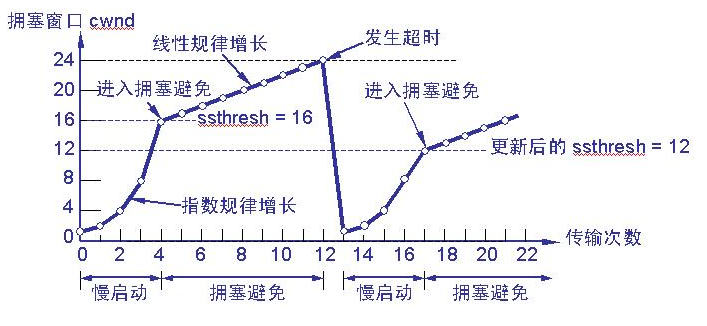 拥塞窗口 cwnd
24
20
16
12
8
4
0
线性规律增长
发生超时
进入拥塞避免
进入拥塞避免
ssthresh = 16
更新后的 ssthresh = 12
指数规律增长
0 2 4 6 8 10 12 14 16 18 20 22
传输次数
慢启动 拥塞避免 慢启动 拥塞避免